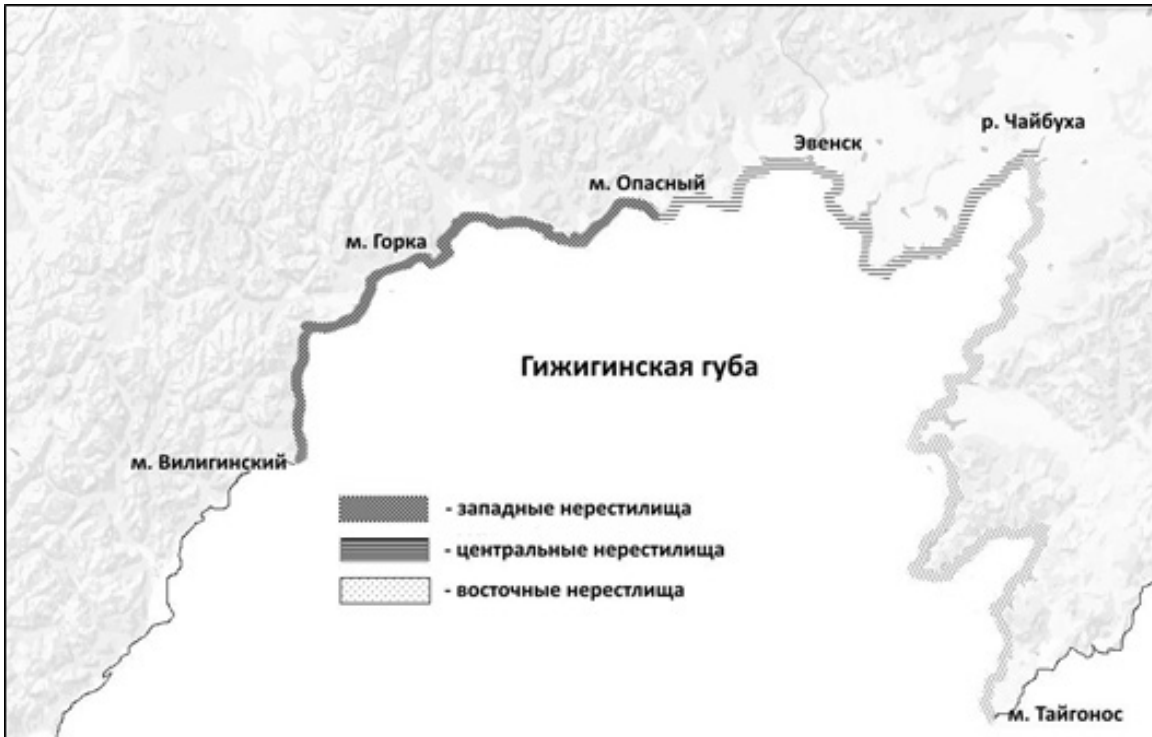 р. Чайбуха
Эвенск
м. Опасный
м. Горка
Гижигинская губа
м. Вилигинский
- западные нерестилища
- центральные нерестилища
- восточные нерестлища
м. Тайгонос